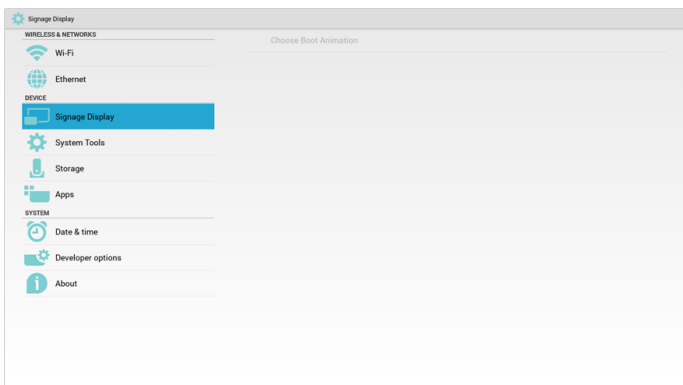 Signage Display
WIRELESS & NETWORKS
Wi-Fi
Ethernet
DEVICE
Signage Display
System Tools
Storage
Apps
SYSTEM
Date & time
Developer options
About
Choose Boot Animation